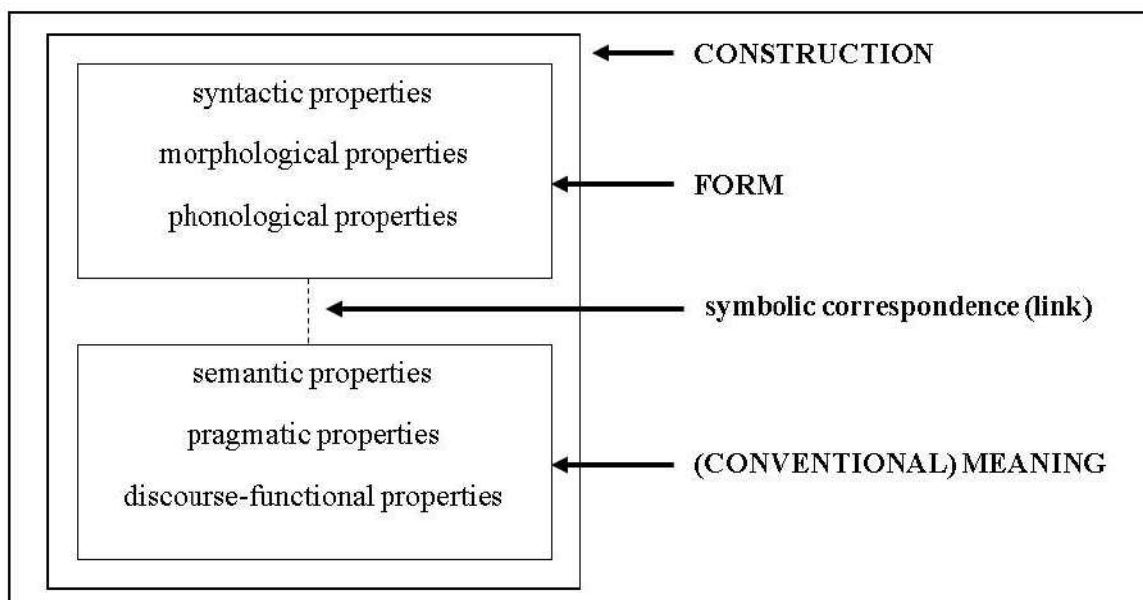 CONSTRUCTION
syntactic properties
morphological properties
FORM
phonological properties
symbolic correspondence (link)
semantic properties
pragmatic properties
(CONVENTIONAL) MEANING
discourse-functional properties